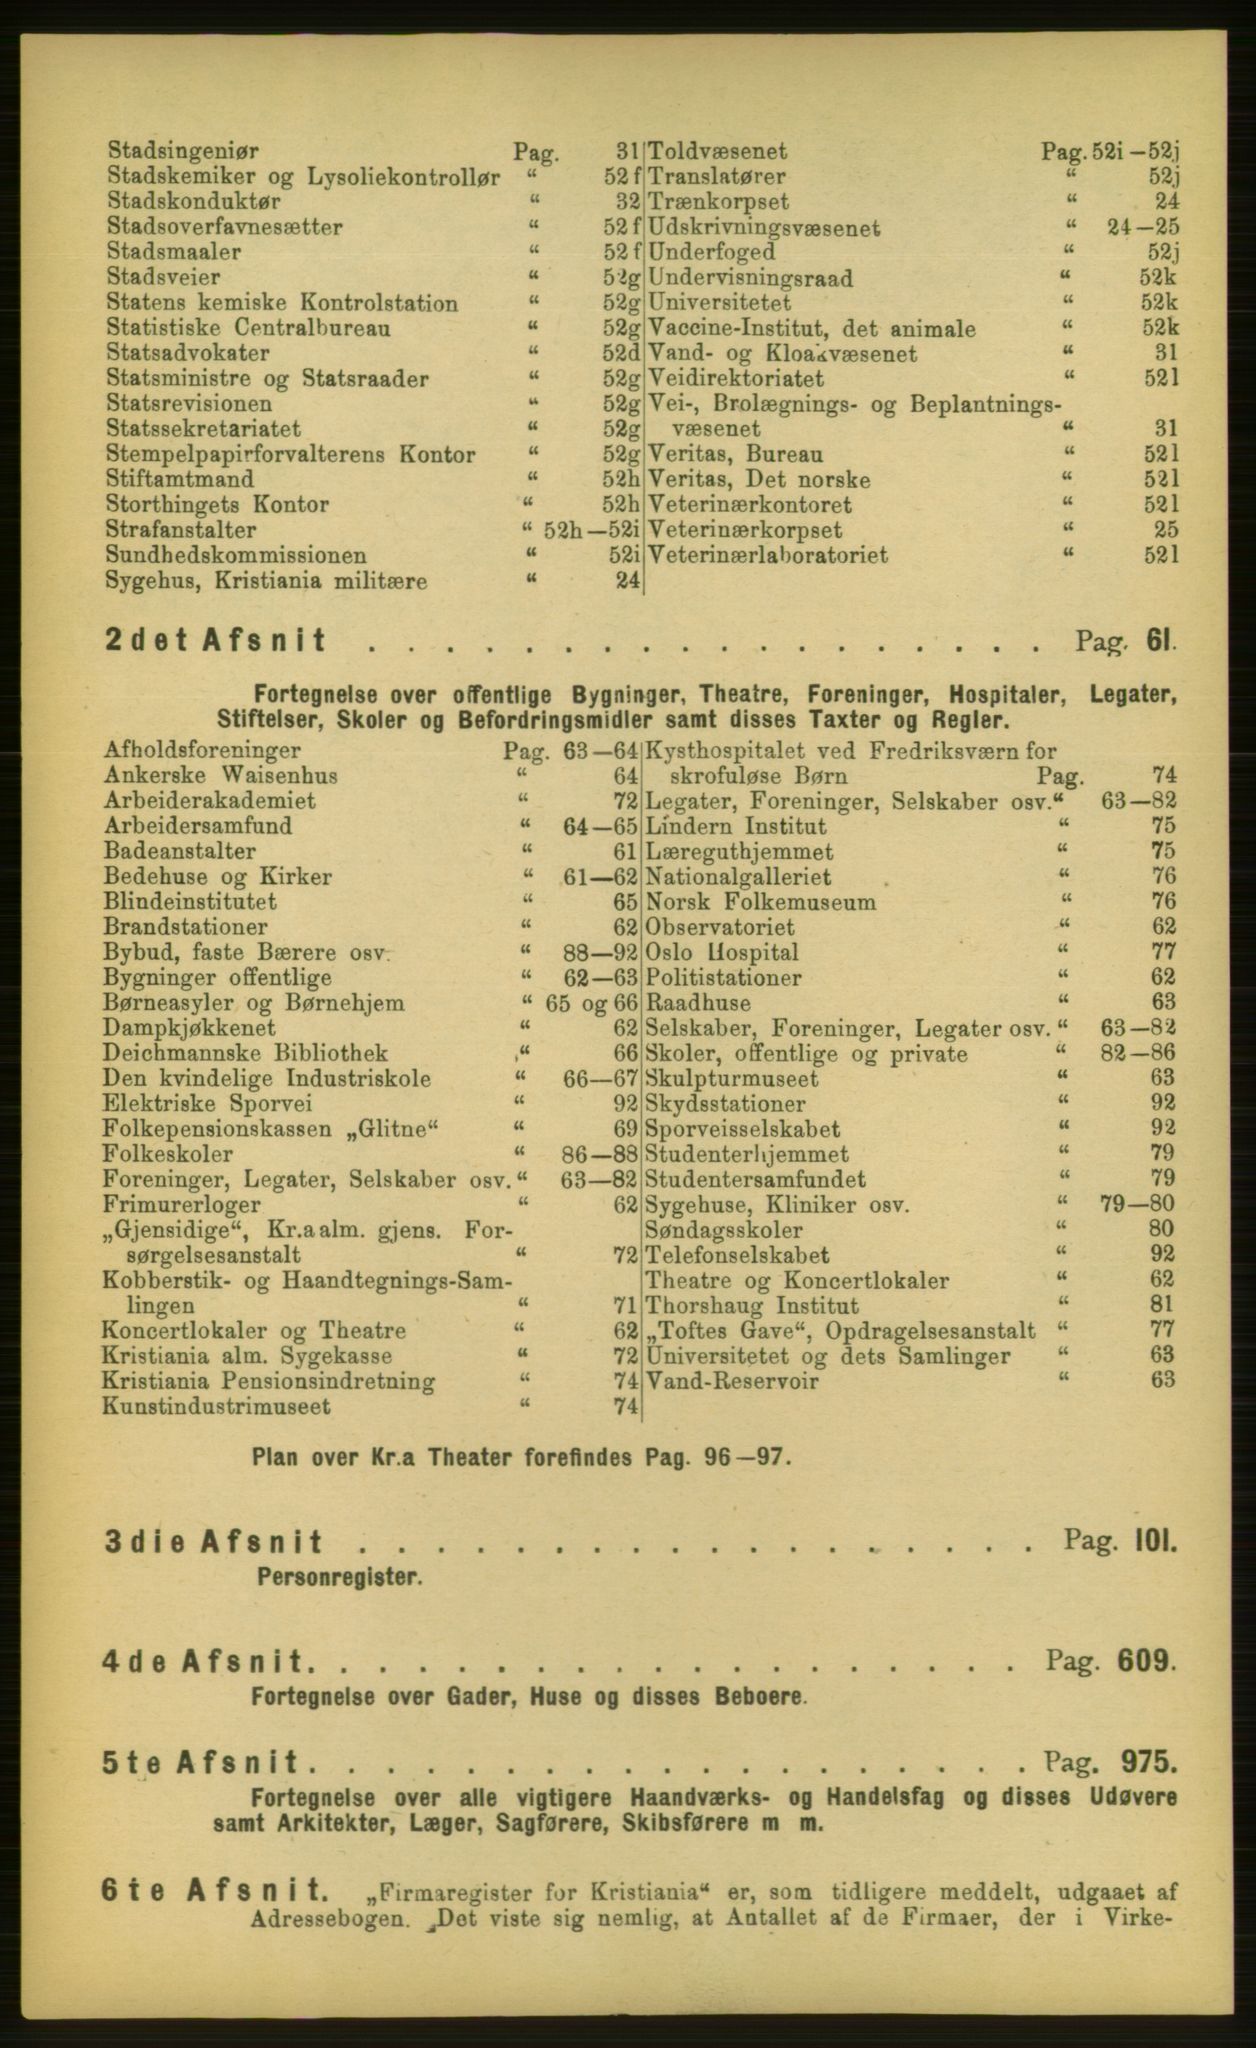 Stadsingeniør Pag. 31
Stadskemiker og Lysoliekontrollør “ 52 f
Stadskonduktør “ 32
Stadsoverfavnesætter “ 52 f
Stadsmaaler “ 52 f
Stadsveier “ 52g
Statens kemiske Kontrolstation “ 52g
Statistiske Centralbureau “ 52g
Statsadvokater “ 52d
Statsministre og Statsraader “ 52g
Statsrevisionen “ 52g
Statssekretariatet “ 52g
Stempelpapirforvalterens Kontor “ 52g
Stiftamtmand “ 52h
Storthingets Kontor “ 52h
Strafanstalter “ 52h—52i
Sundhedskommissionen “ 52i
Sygehus, Kristiania militære “ 24
Toldvæsenet Pag. 52i—52j
Translatører “ 52j
Trænkorpset “ 24
Udskrivningsvæsenet “ 24—25
Underfoged “ 52j
Undervisningsraad “ 52k
Universitetet “ 52k
Vaccine-Institut, det animale “ 52k
Vand- og Kloakvæsenet “ 31
Veidirektoriatet “ 52l
Vei-, Brolægnings- og Beplantnings-
væsenet “ 31
Veritas, Bureau “ 52l
Veritas, Det norske “ 52l
Veterinærkontoret “ 52l
Veterinærkorpset “ 25
Veterinærlaboratoriet “ 52l
2det Afsnit . . . . . . . . . . . . . . . . . . Pag. 61.
Fortegnelse over offentlige Bygninger, Theatre, Foreninger, Hospitaler, Legater,
Stiftelser, Skoler og Befordringsmidler samt disses Taxter og Regler.
Afholdsforeninger Pag. 63—64
Ankerske Waisenhus “ 64
Arbeiderakademiet “ 72
Arbeidersamfund “ 64—65
Badeanstalter “ 61
Bedehuse og Kirker “ 61—62
Blindeinstitutet “ 65
Brandstationer “ 62
Bybud, faste Bærere osv. “ 88—92
Bygninger offentlige “ 62—63
Børneasyler og Børnehjem “ 65 og 66
Dampkjøkkenet “ 62
Deichmannske Bibliothek “ 66
Den kvindelige Industriskole “ 66—67
Elektriske Sporvei “ 92
Folkepensionskassen „Glitne“ “ 69
Folkeskoler “ 86—88
Foreninger, Legater, Selskaber osv. “ 63—82
Frimurerloger “ 62
„Gjensidige“, Kr.a alm. gjens. For-
sørgelsesanstalt “ 72
Kobberstik- og Haandtegnings-Sam-
lingen “ 71
Koncertlokaler og Theatre “ 62
Kristiania alm. Sygekasse “ 72
Kristiania Pensionsindretning “ 74
Kunstindustrimuseet “ 74
Kysthospitalet ved Fredriksværn for
skrofuløse Børn Pag. 74
Legater, Foreninger, Selskaber osv. “ 63—82
Lindern Institut “ 75
Læreguthjemmet “ 75
Nationalgalleriet “ 76
Norsk Folkemuseum “ 76
Observatoriet “ 62
Oslo Hospital “ 77
Politistationer “ 62
Raadhuse “ 63
Selskaber, Foreninger, Legater osv. “ 63—82
Skoler, offentlige og private “ 82—86
Skulpturmuseet “ 63
Skydsstationer “ 92
Sporveisselskabet “ 92
Studenterhjemmet “ 79
Studentersamfundet “ 79
Sygehuse, Kliniker osv. “ 79—80
Søndagsskoler “ 80
Telefonselskabet “ 92
Theatre og Koncertlokaler “ 62
Thorshaug Institut “ 81
„Toftes Gave“, Opdragelsesanstalt “ 77
Universitetet og dets Samlinger “ 63
Vand-Reservoir “ 63
Plan over Kr.a Theater forefindes Pag. 96—97.
3die Afsnit . . . . . . . . . . . . . . . . . . Pag. 101.
Personregister.
4de Afsnit. . . . . . . . . . . . . . . . . . . Pag. 609.
Fortegnelse over Gader, Huse og disses Beboere.
5te Afsnit. . . . . . . . . . . . . . . . . . . Pag. 975.
Fortegnelse over alle vigtigere Haandværks- og Handelsfag og disses Udøvere
samt Arkitekter, Læger, Sagførere, Skibsførere m m.
6te Afsnit. „Firmaregister for Kristiania“ er, som tidligere meddelt, udgaaet af
Adressebogen. Det viste sig nemlig, at Antallet af de Firmaer, der i Virke-